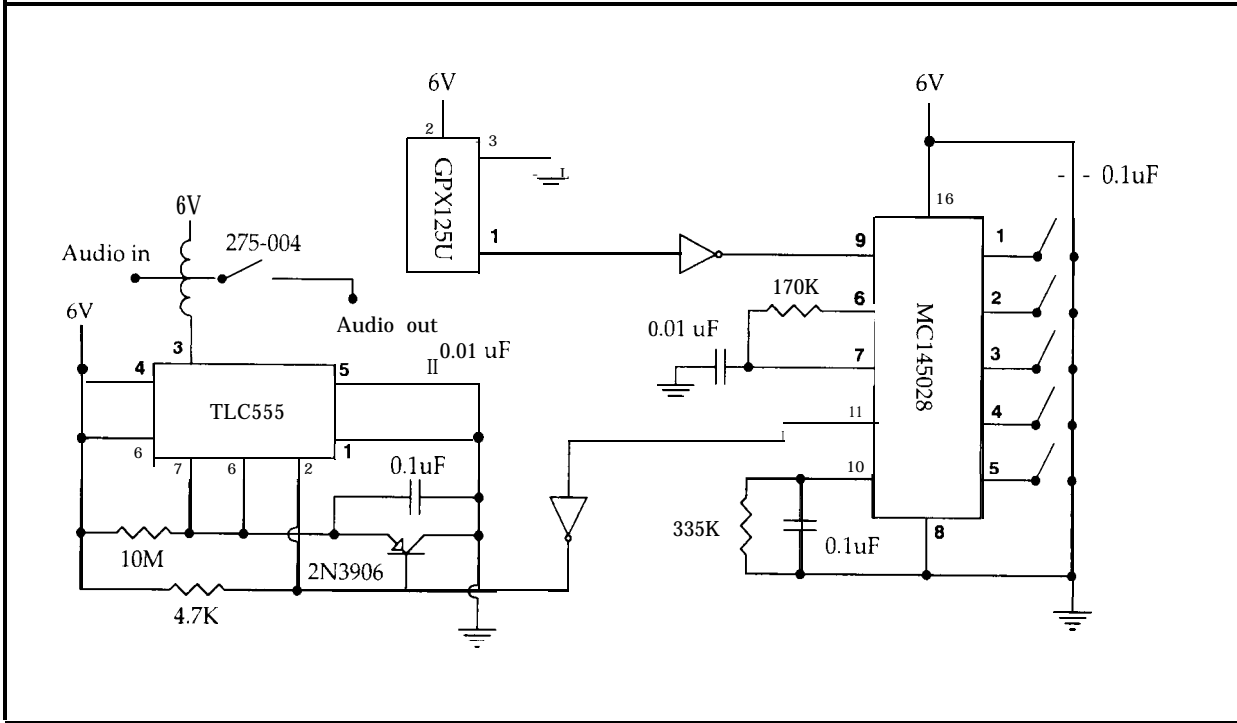 6V
6V
2
3
GPX125U
1
0.1uF
16
6V
Audio in
275-004
Audio out
9
1
170K
6
2
0.01 uF
7
3
MC145028
11
4
10
5
335K
0.1uF
8
6V
3
0.01 uF
4
5
TLC555
6
1
7
6
2
0.1uF
10M
2N3906
4.7K